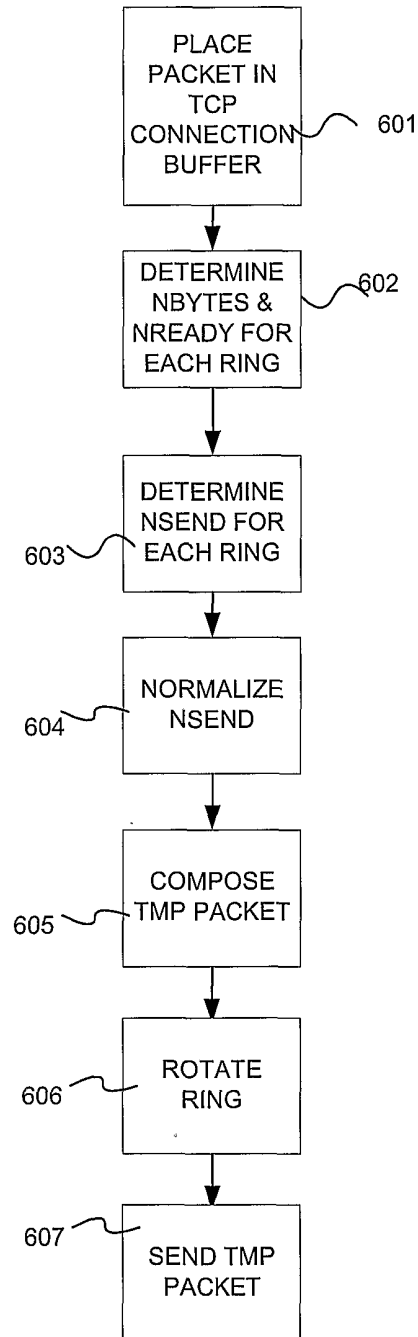 PLACE
PACKET IN
TCP
CONNECTION
BUFFER
601
DETERMINE
NBYTES &
NREADY FOR
EACH RING
602
DETERMINE
NSEND FOR
EACH RING
603
NORMALIZE
NSEND
604
COMPOSE
TMP PACKET
605
ROTATE
RING
606
607
SEND TMP
PACKET